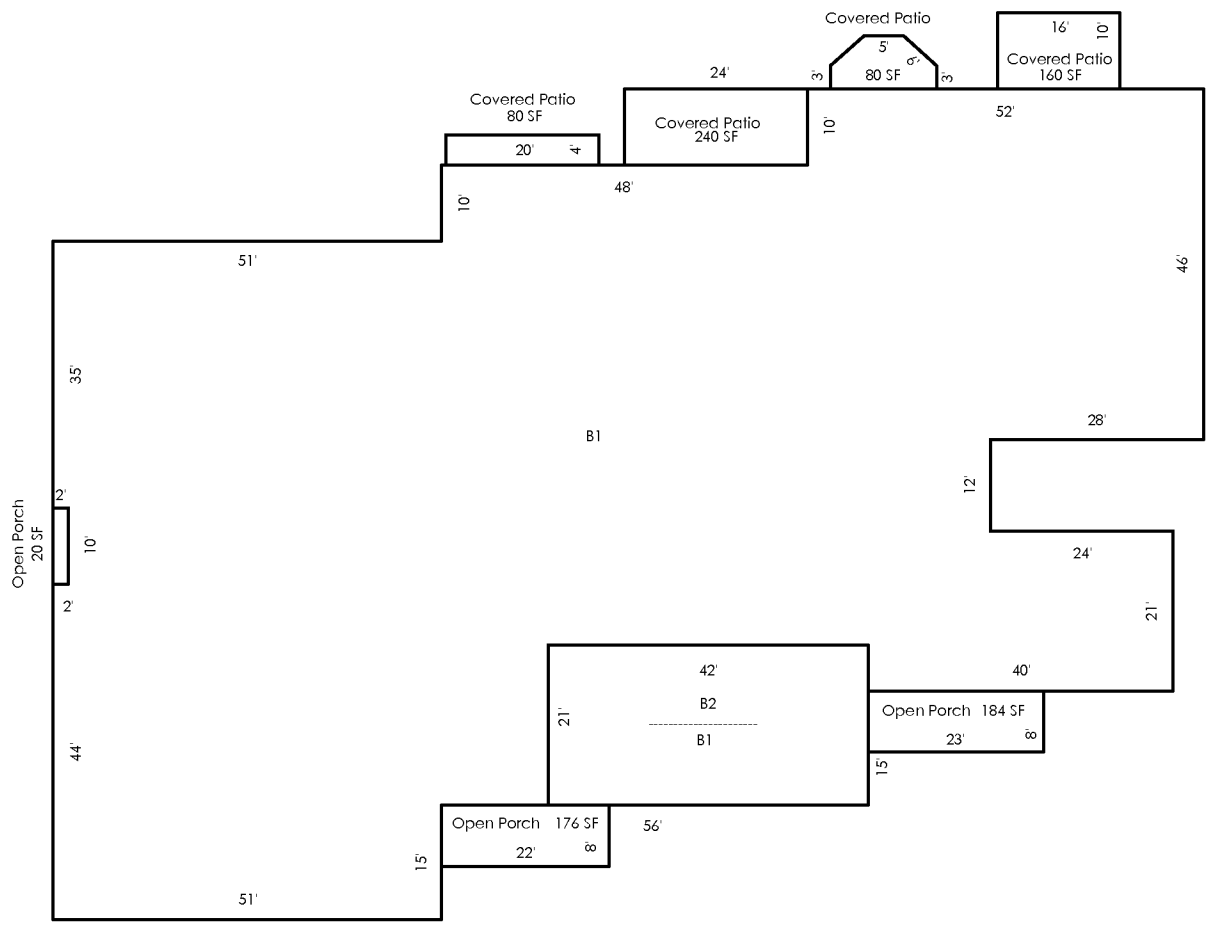 Covered Patio
16'
10'
5'
6'
Covered Patio
160 SF
24'
3'
80 SF
3'
Covered Patio
80 SF
52'
Covered Patio
240 SF
10'
20'
4'
48'
10'
51'
46'
35'
28'
B1
12'
2'
Open Porch
20 SF
10'
24'
2'
21'
42'
40'
B2
21'
Open Porch 184 SF
23'
8'
B1
44'
15'
Open Porch 176 SF
56'
22'
8'
15'
51'